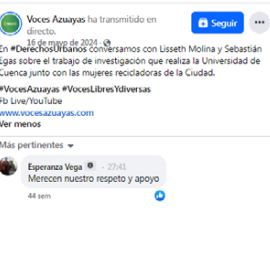 Voces Azuayas ha transmitido en
directo.
16 de mayo de 2024 ·
Seguir
En #DerechosUrbanos conversamos con Lisseth Molina y Sebastián
Egas sobre el trabajo de investigación que realiza la Universidad de
Cuenca junto con las mujeres recicladoras de la Ciudad.
#VocesAzuayas #VocesLibresYdiversas
Fb Live/YouTube
www.vocesazuayas.com
Ver menos
Más pertinentes
Esperanza Vega · 27:41
Merecen nuestro respeto y apoyo
44 sem